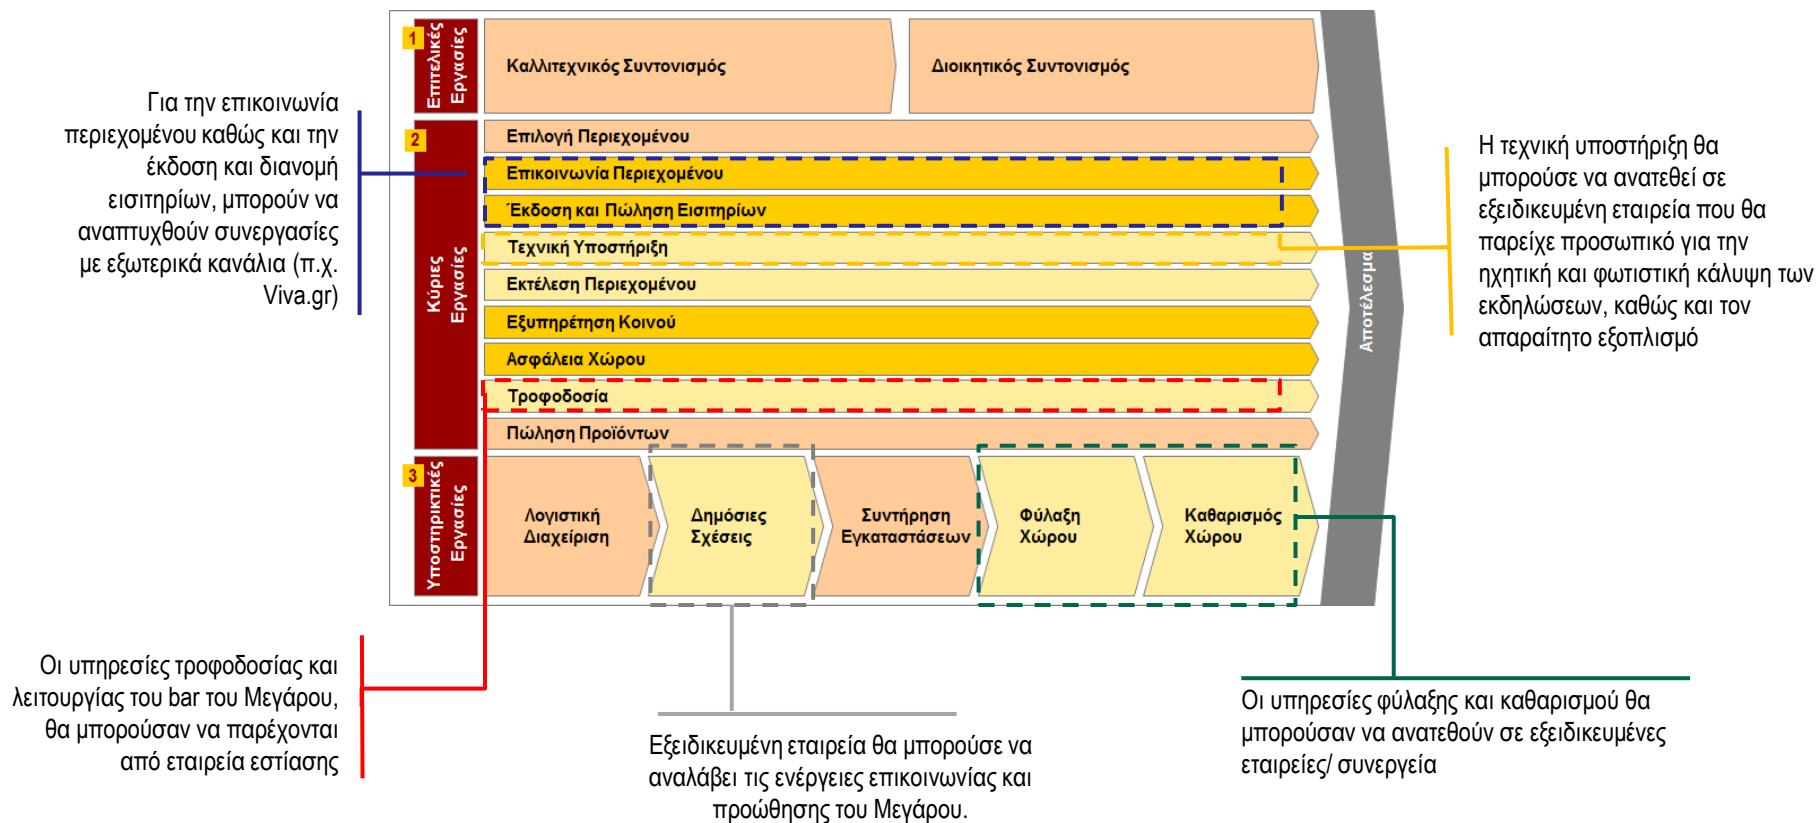 1
Επιτελικές
Εργασίες
Καλλιτεχνικός Συντονισμός
Διοικητικός Συντονισμός
Για την επικοινωνία
περιεχομένου καθώς και την
έκδοση και διανομή
εισιτηρίων, μπορούν να
αναπτυχθούν συνεργασίες
με εξωτερικά κανάλια (π.χ.
Viva.gr)
2
Κύριες
Εργασίες
Επιλογή Περιεχομένου
Επικοινωνία Περιεχομένου
Έκδοση και Πώληση Εισιτηρίων
Τεχνική Υποστήριξη
Εκτέλεση Περιεχομένου
Εξυπηρέτηση Κοινού
Ασφάλεια Χώρου
Τροφοδοσία
Πώληση Προϊόντων
Αποτέλεσμα
Η τεχνική υποστήριξη θα
μπορούσε να ανατεθεί σε
εξειδικευμένη εταιρεία που θα
παρείχε προσωπικό για την
ηχητική και φωτιστική κάλυψη των
εκδηλώσεων, καθώς και τον
απαραίτητο εξοπλισμό
3
Υποστηρικτικές
Εργασίες
Λογιστική
Διαχείριση
Δημόσιες
Σχέσεις
Συντήρηση
Εγκαταστάσεων
Φύλαξη
Χώρου
Καθαρισμός
Χώρου
Οι υπηρεσίες τροφοδοσίας και
λειτουργίας του bar του Μεγάρου,
θα μπορούσαν να παρέχονται
από εταιρεία εστίασης
Εξειδικευμένη εταιρεία θα μπορούσε να
αναλάβει τις ενέργειες επικοινωνίας και
προώθησης του Μεγάρου.
Οι υπηρεσίες φύλαξης και καθαρισμού θα
μπορούσαν να ανατεθούν σε εξειδικευμένες
εταιρείες/ συνεργεία